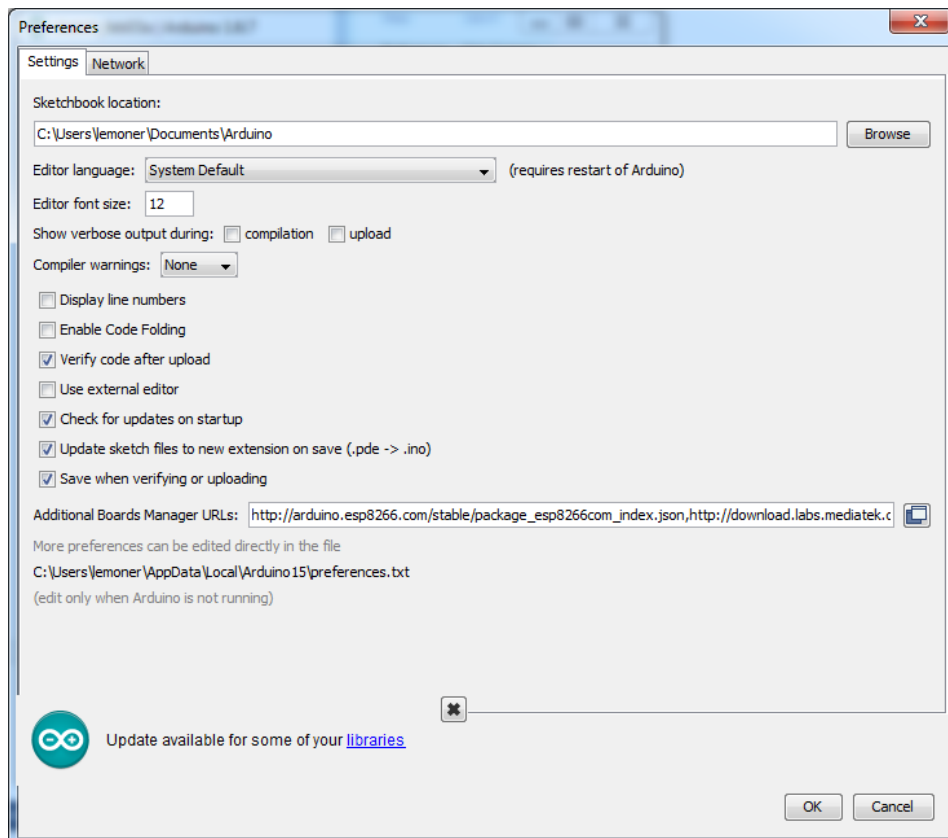 Preferences
Settings Network
Sketchbook location:
C:\Users\lemoner\Documents\Arduino Browse
Editor language: System Default (requires restart of Arduino)
Editor font size: 12
Show verbose output during: compilation upload
Compiler warnings: None
Display line numbers
Enable Code Folding
Verify code after upload
Use external editor
Check for updates on startup
Update sketch files to new extension on save (.pde -> .ino)
Save when verifying or uploading
Additional Boards Manager URLs: http://arduino.esp8266.com/stable/package_esp8266com_index.json,http://download.labs.mediatek.c
More preferences can be edited directly in the file
C:\Users\lemoner\AppData\Local\Arduino15\preferences.txt
(edit only when Arduino is not running)
Update available for some of your libraries
OK Cancel